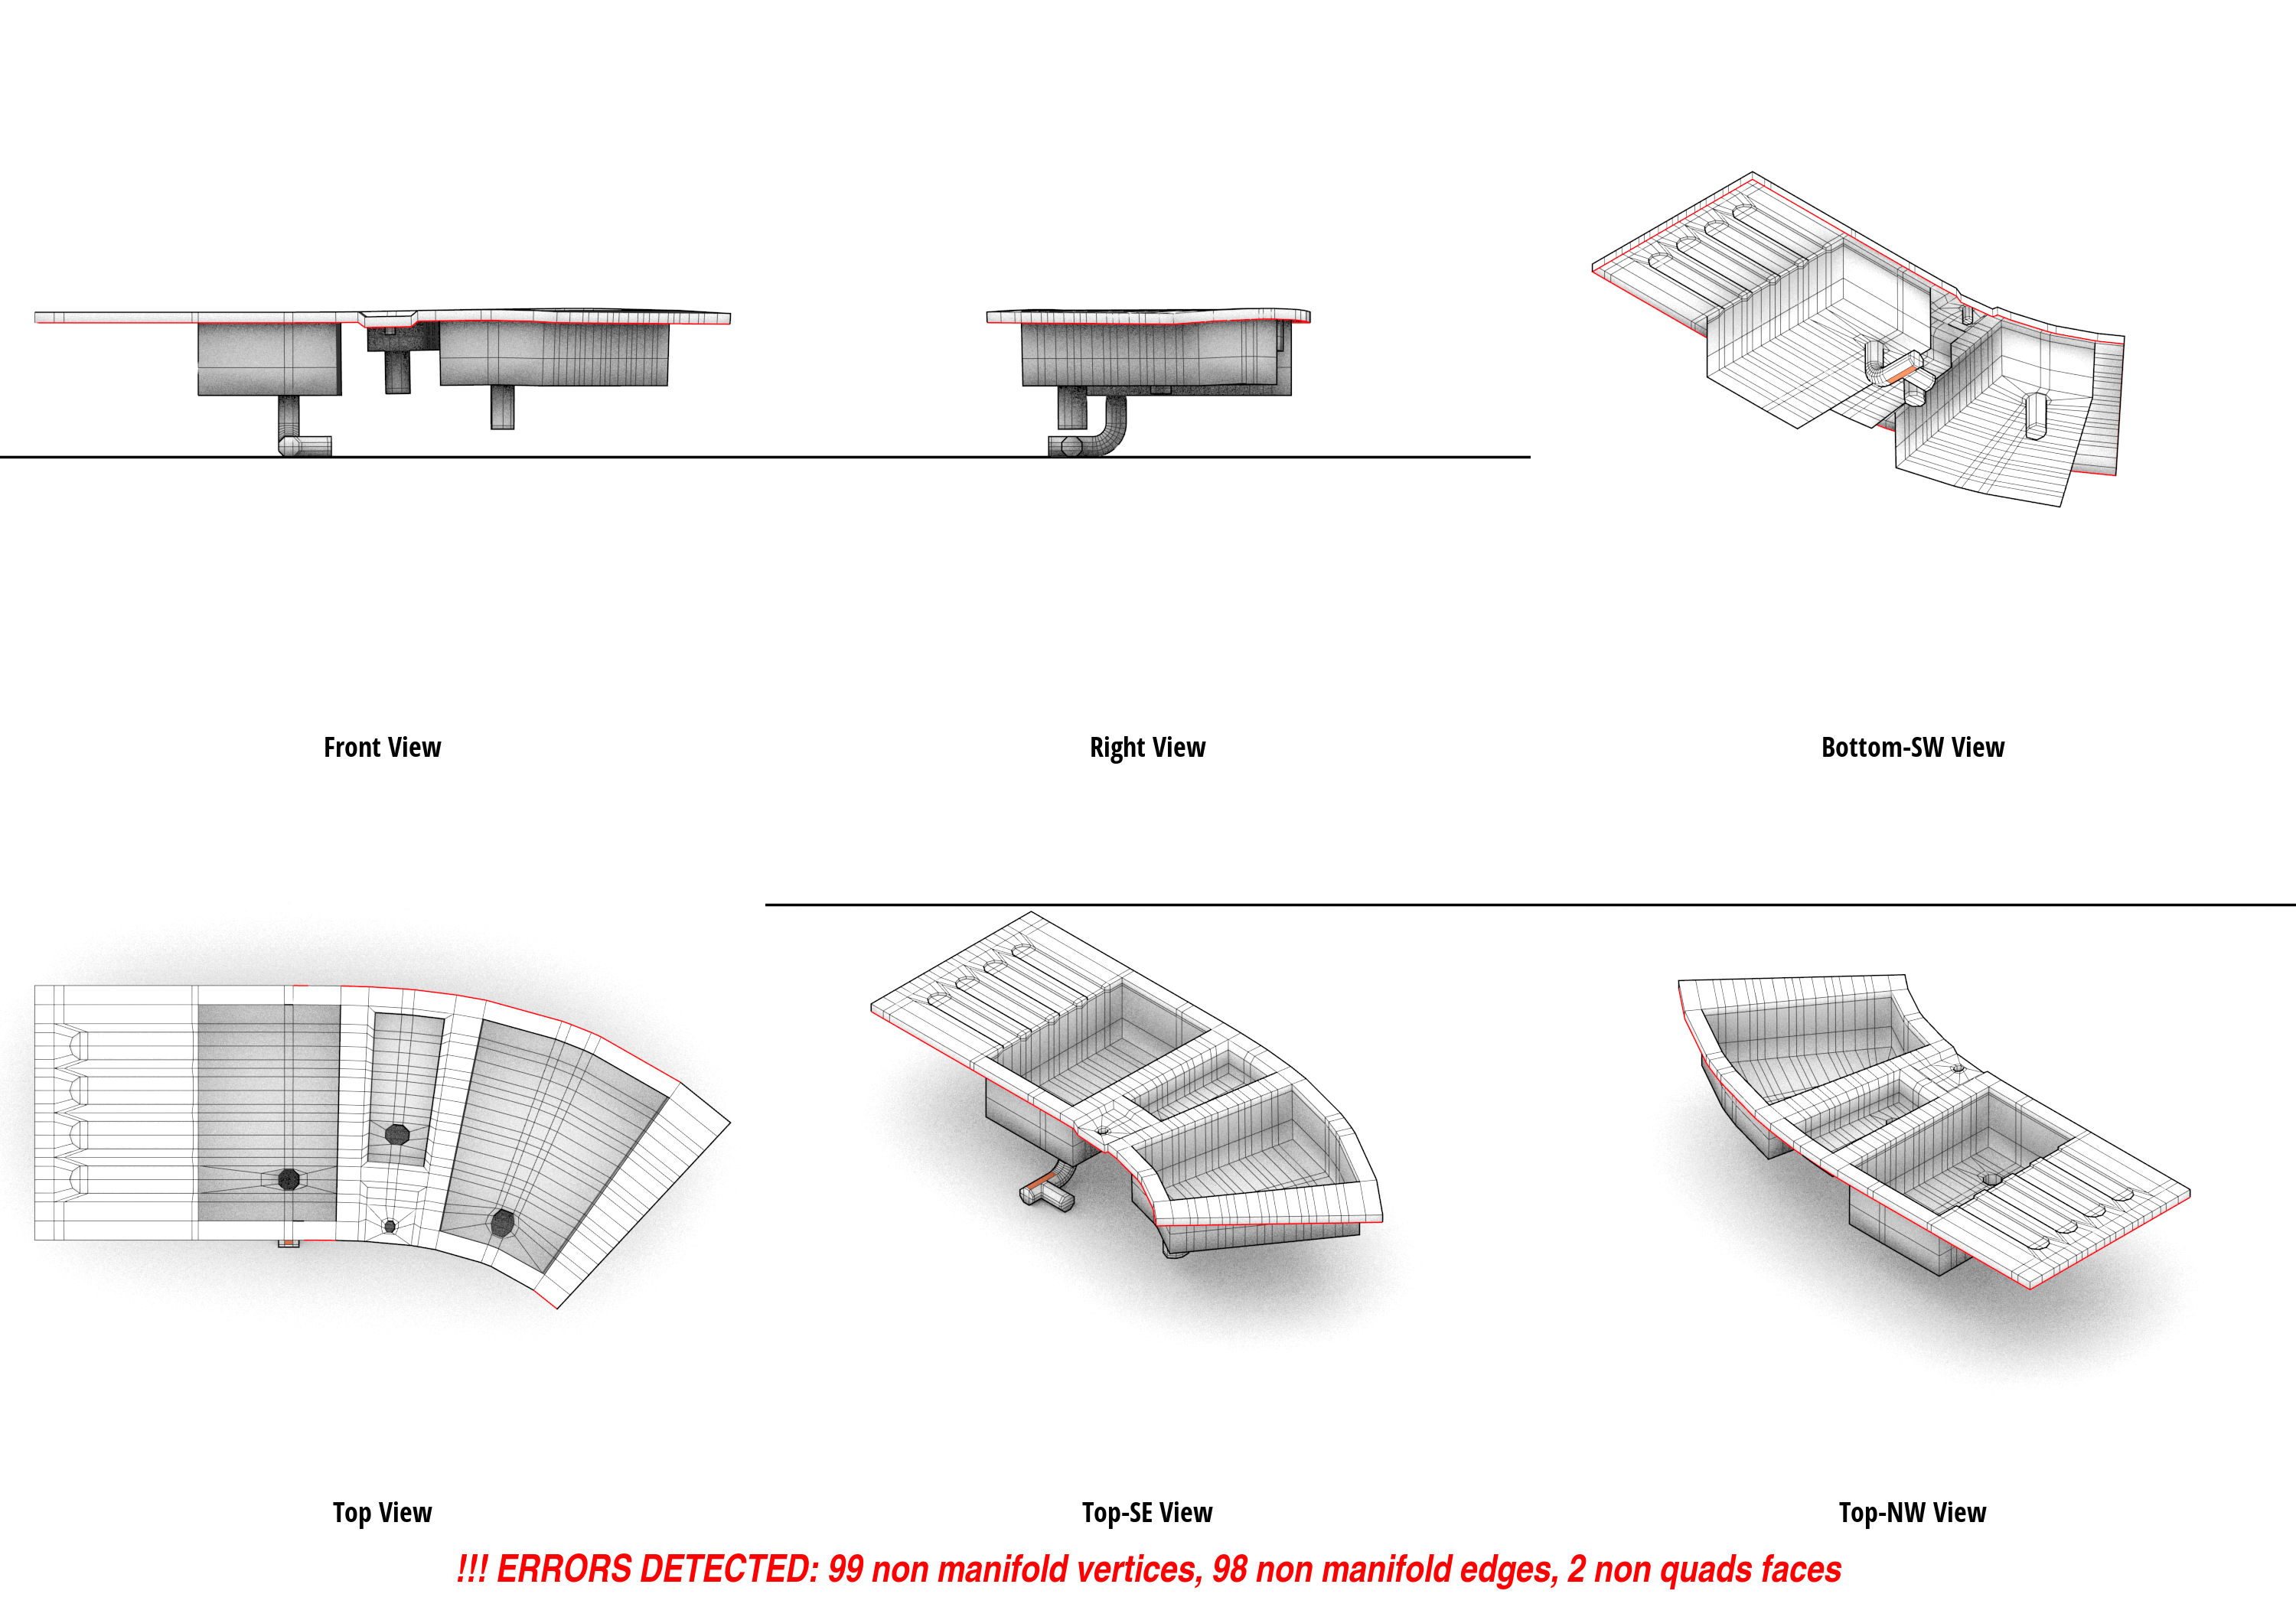 Front View
Right View
Bottom-SW View
Top View
Top-SE View
Top-NW View
!!! ERRORS DETECTED: 99 non manifold vertices, 98 non manifold edges, 2 non quads faces